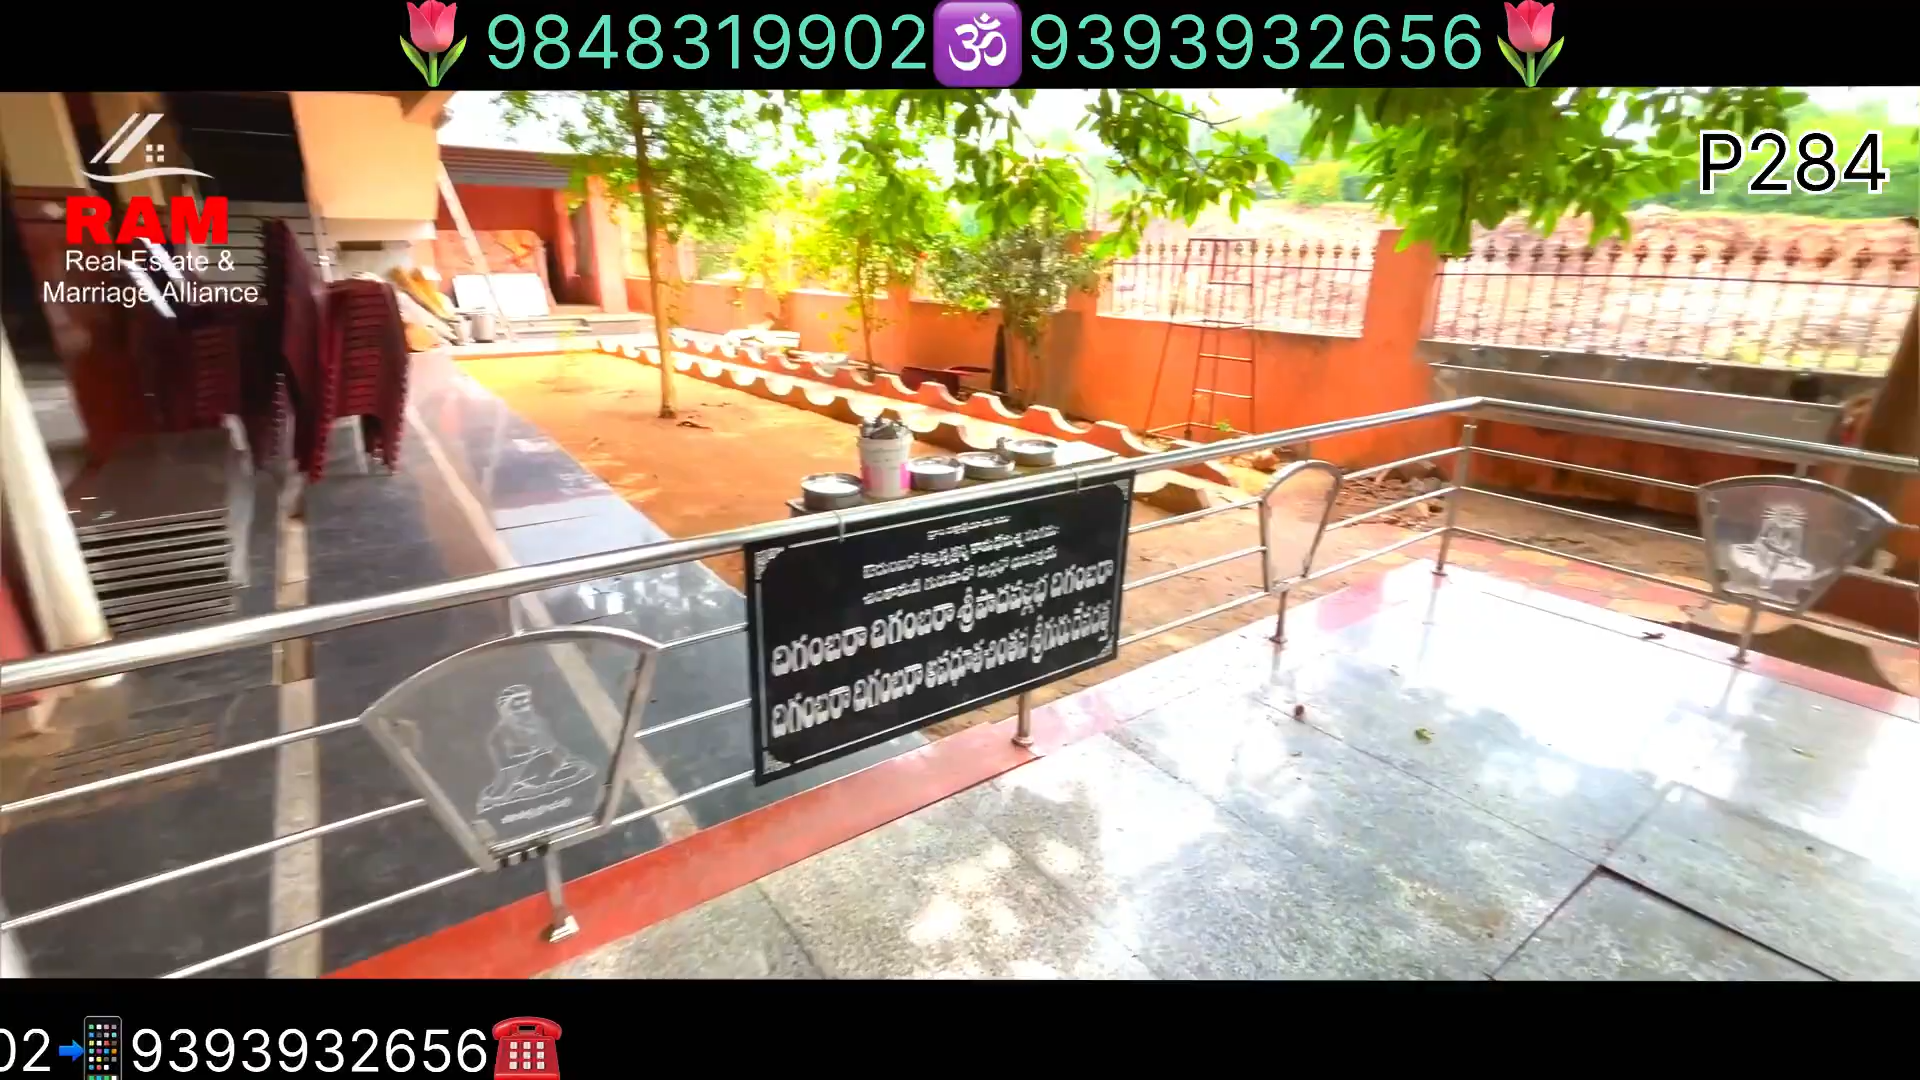 🌷9848319902🕉9393932656🌷
P284
RAM
Real Estate &
Marriage Alliance
దిగంబరా దిగంబరా శ్రీపాదవల్లభ దిగంబరా
దిగంబరా దిగంబరా అవధూత చింతన శ్రీగురు దేవదత్త
02📲9393932656☎